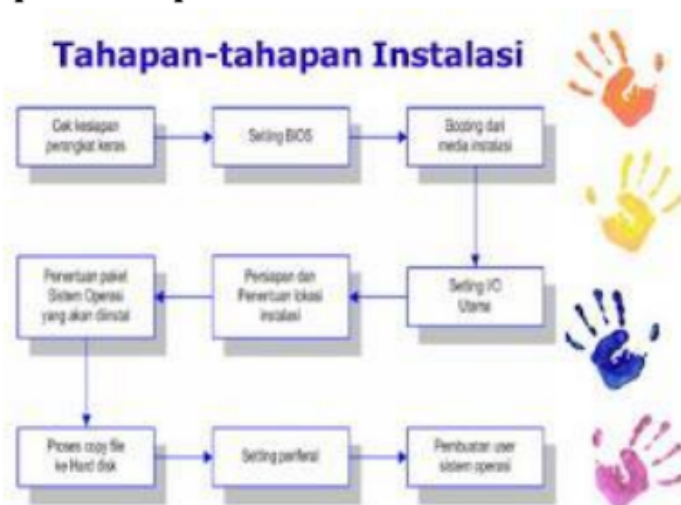 Tahapan-tahapan Instalasi
Cek kesiapan
perangkat keras
Setting BIOS
Booting dari
media instalasi
Setting I/O
Utama
Persiapan dan
Penentuan lokasi
instalasi
Penentuan paket
Sistem Operasi
yang akan diinstal
Proses copy file
ke Hard disk
Setting periferal
Pembuatan user
sistem operasi